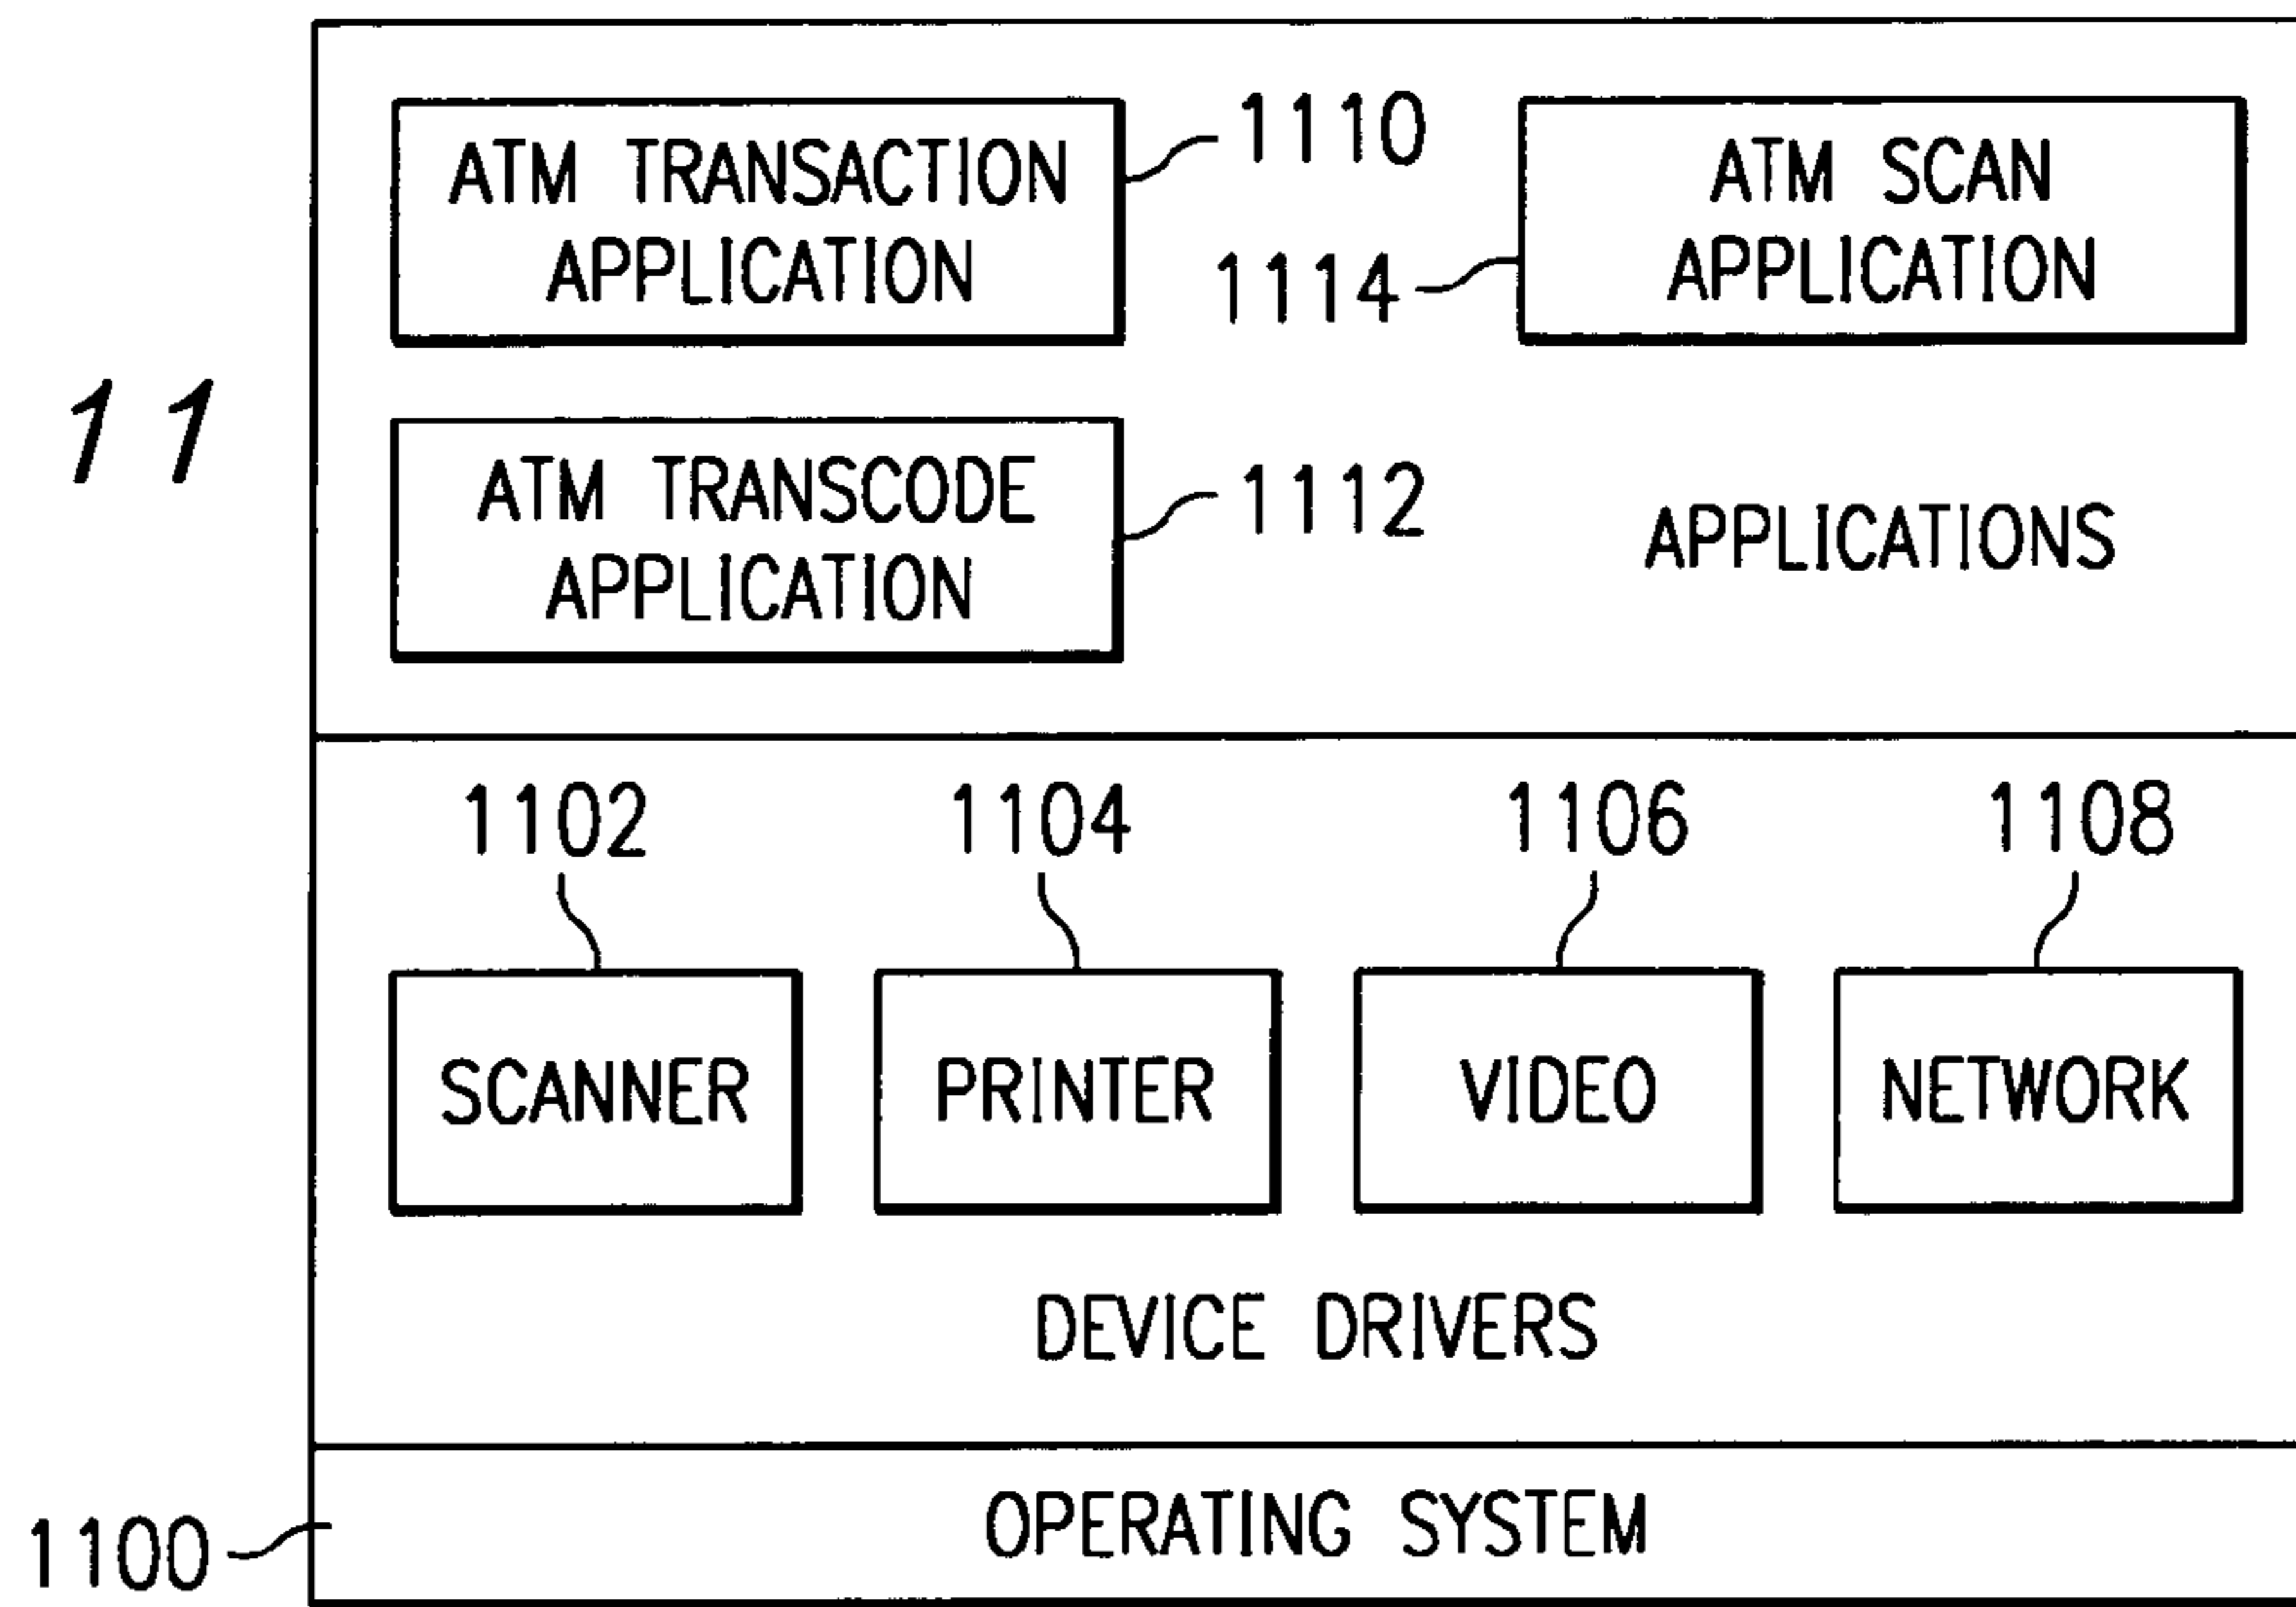 11
ATM TRANSACTION
APPLICATION
1110
1114
ATM SCAN
APPLICATION
ATM TRANSCODE
APPLICATION
1112
APPLICATIONS
1102
1104
1106
1108
SCANNER
PRINTER
VIDEO
NETWORK
DEVICE DRIVERS
1100
OPERATING SYSTEM